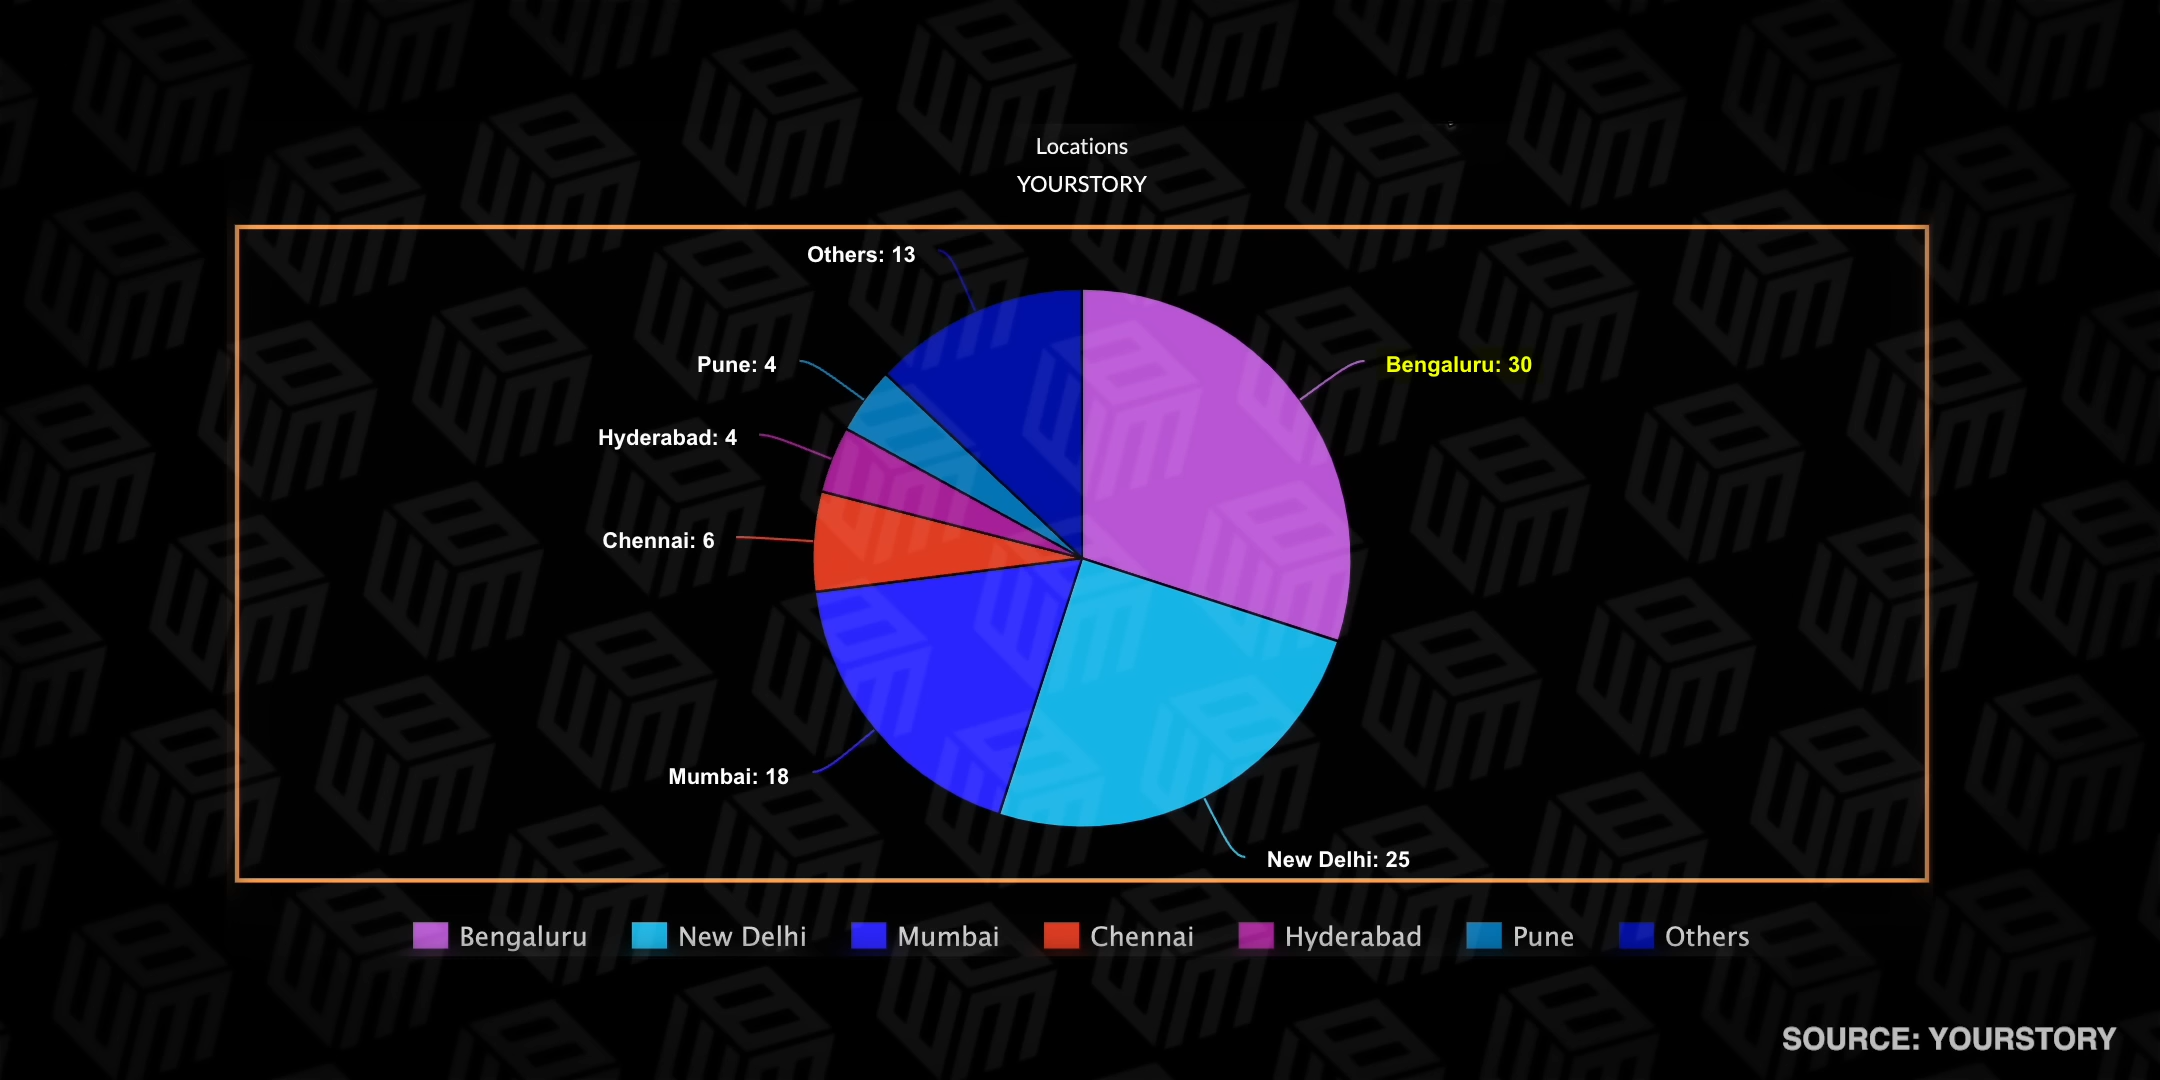 Locations
YOURSTORY
Others: 13
Pune: 4
Bengaluru: 30
Hyderabad: 4
Chennai: 6
Mumbai: 18
New Delhi: 25
Bengaluru New Delhi Mumbai Chennai Hyderabad Pune Others
SOURCE: YOURSTORY